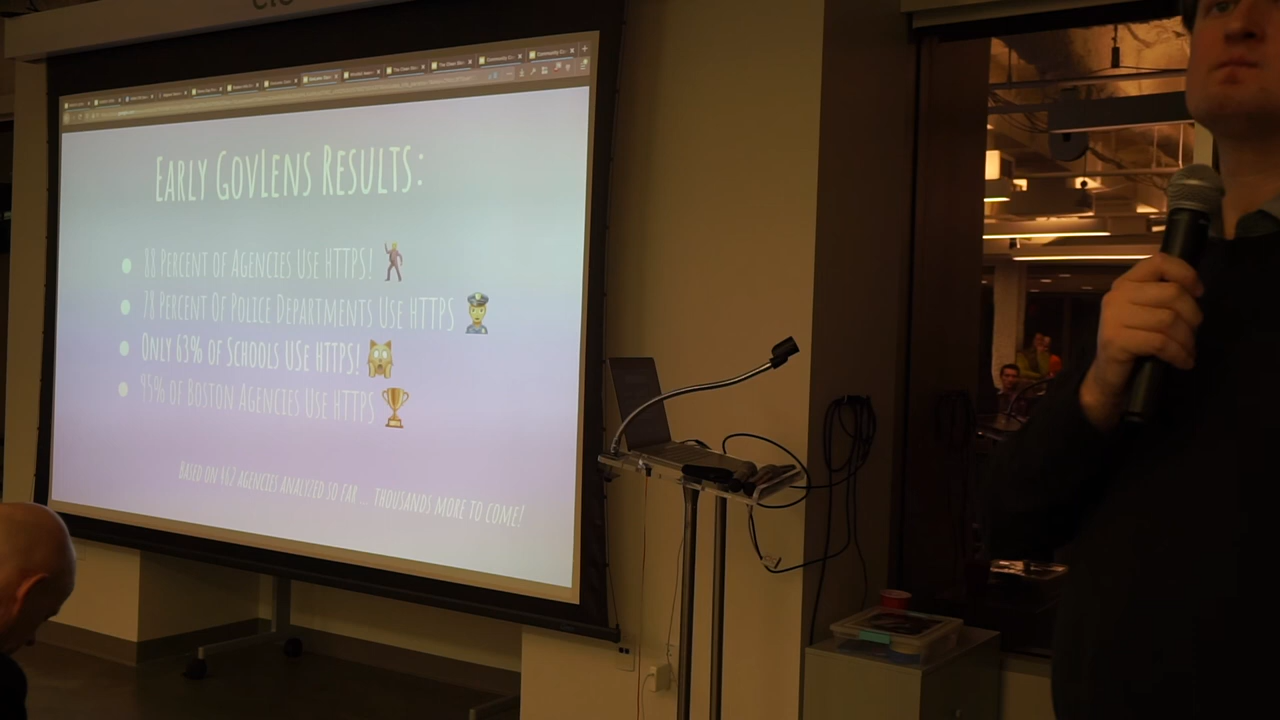 EARLY GOVLENS RESULTS:
88 PERCENT OF AGENCIES USE HTTPS!
78 PERCENT OF POLICE DEPARTMENTS USE HTTPS
ONLY 63% OF SCHOOLS USE HTTPS!
95% OF BOSTON AGENCIES USE HTTPS
BASED ON 162 AGENCIES ANALYZED SO FAR ... THOUSANDS MORE TO COME!